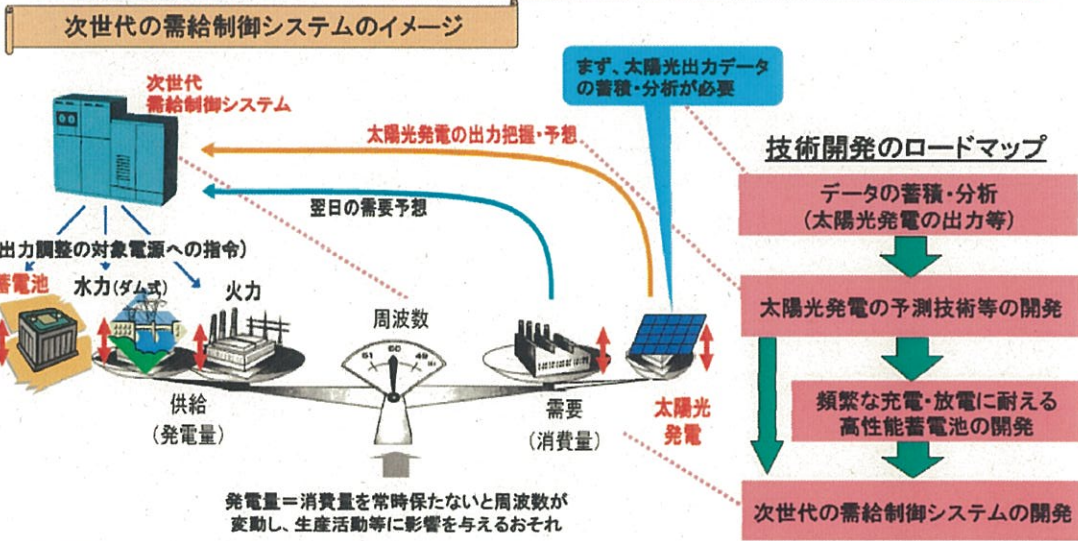 次世代の需給制御システムのイメージ
次世代
需給制御システム
まず、太陽光出力データ
の蓄積・分析が必要
太陽光発電の出力把握・予想
翌日の需要予想
出力調整の対象電源への指令)
蓄電池
水力(ダム式)
火力
周波数
51 50 49
供給
(発電量)
需要
(消費量)
太陽光
発電
発電量＝消費量を常時保たないと周波数が
変動し、生産活動等に影響を与えるおそれ
技術開発のロードマップ
データの蓄積・分析
(太陽光発電の出力等)
太陽光発電の予測技術等の開発
頻繁な充電・放電に耐える
高性能蓄電池の開発
次世代の需給制御システムの開発